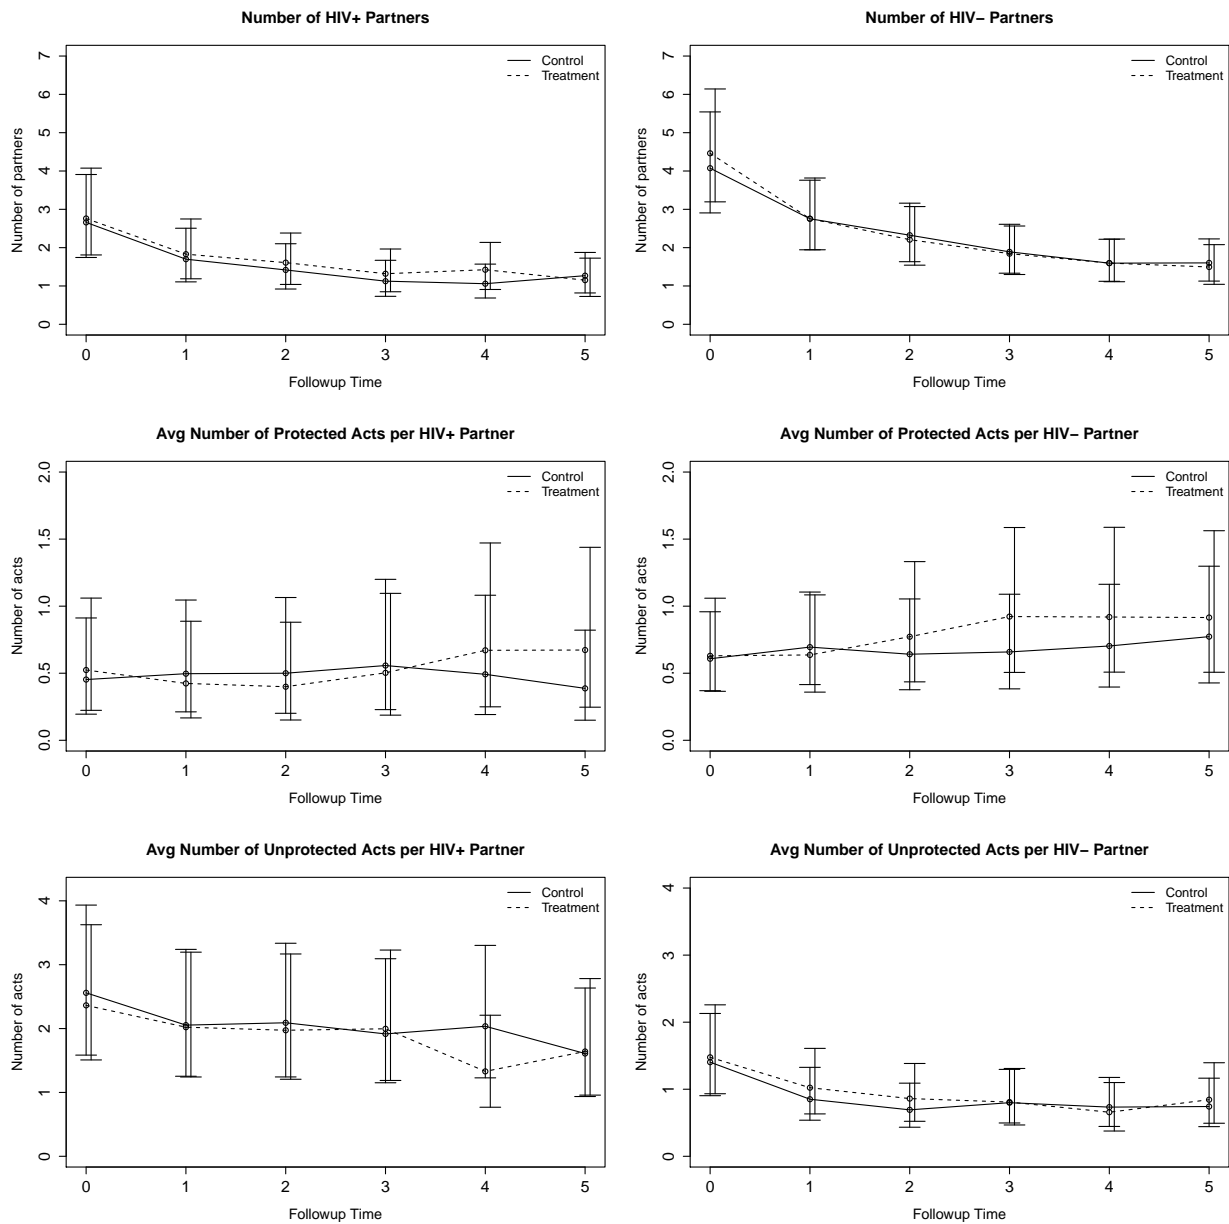 Number of HIV+ Partners
Number of partners
7
6
5
4
3
2
1
0
Control
Treatment
0 1 2 3 4 5
Followup Time
Number of HIV− Partners
Number of partners
7
6
5
4
3
2
1
0
Control
Treatment
0 1 2 3 4 5
Followup Time
Avg Number of Protected Acts per HIV+ Partner
Number of acts
2.0
1.5
1.0
0.5
0.0
Control
Treatment
0 1 2 3 4 5
Followup Time
Avg Number of Protected Acts per HIV− Partner
Number of acts
2.0
1.5
1.0
0.5
0.0
Control
Treatment
0 1 2 3 4 5
Followup Time
Avg Number of Unprotected Acts per HIV+ Partner
Number of acts
4
3
2
1
0
Control
Treatment
0 1 2 3 4 5
Followup Time
Avg Number of Unprotected Acts per HIV− Partner
Number of acts
4
3
2
1
0
Control
Treatment
0 1 2 3 4 5
Followup Time